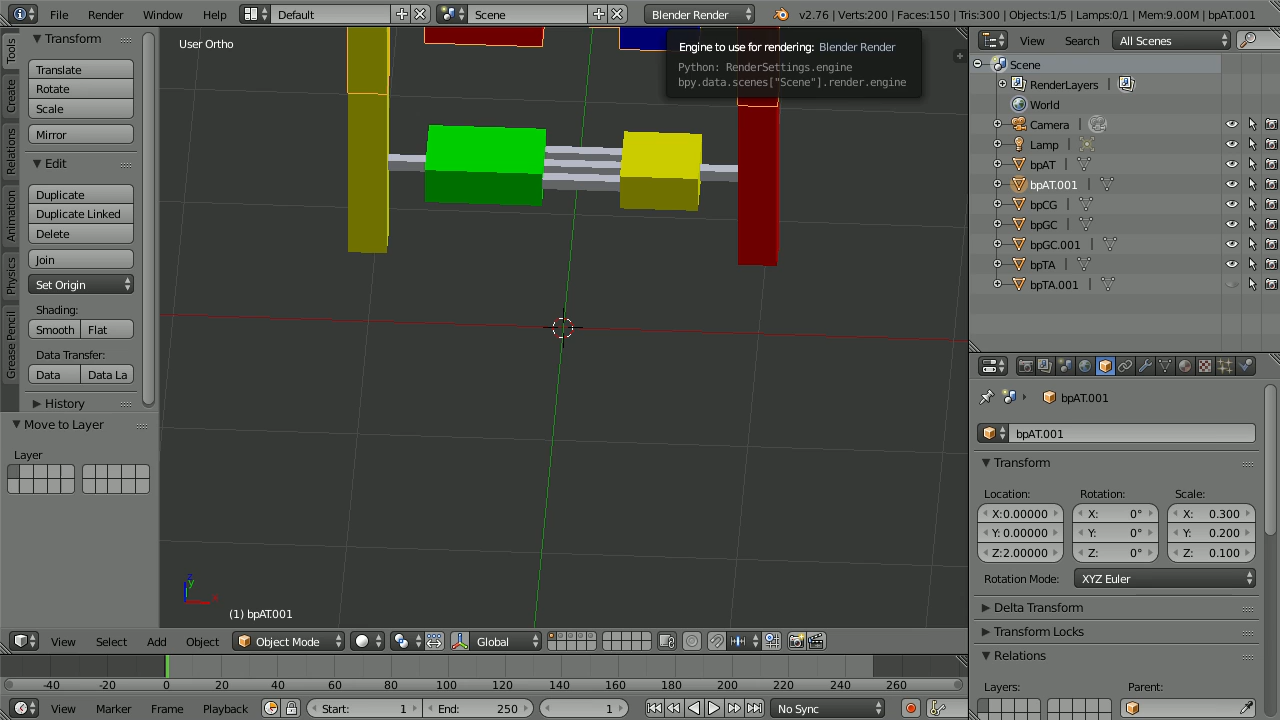 File Render Window Help Default Scene Blender Render v2.76 | Verts:200 | Faces:150 | Tris:300 | Objects:1/5 | Lamps:0/1 | Mem:9.00M | bpAT.001
Tools
Create
Relations
Animation
Physics
Grease Pencil
Transform
Translate
Rotate
Scale
Mirror
Edit
Duplicate
Duplicate Linked
Delete
Join
Set Origin
Shading:
Smooth Flat
Data Transfer:
Data Data La
History
Move to Layer
Layer
User Ortho
Engine to use for rendering: Blender Render
Python: RenderSettings.engine
bpy.data.scenes["Scene"].render.engine
z
y
x
(1) bpAT.001
View Select Add Object Object Mode Global
-40 -20 0 20 40 60 80 100 120 140 160 180 200 220 240 260
View Marker Frame Playback Start: 1 End: 250 1 No Sync
View Search All Scenes
Scene
RenderLayers |
World
Camera |
Lamp |
bpAT |
bpAT.001 |
bpCG |
bpGC |
bpGC.001 |
bpTA |
bpTA.001 |
bpAT.001
bpAT.001
Transform
Location: Rotation: Scale:
X:0.00000 X: 0° X: 0.300
Y: 0.00000 Y: 0° Y: 0.200
Z:2.00000 Z: 0° Z: 0.100
Rotation Mode: XYZ Euler
Delta Transform
Transform Locks
Relations
Layers: Parent: